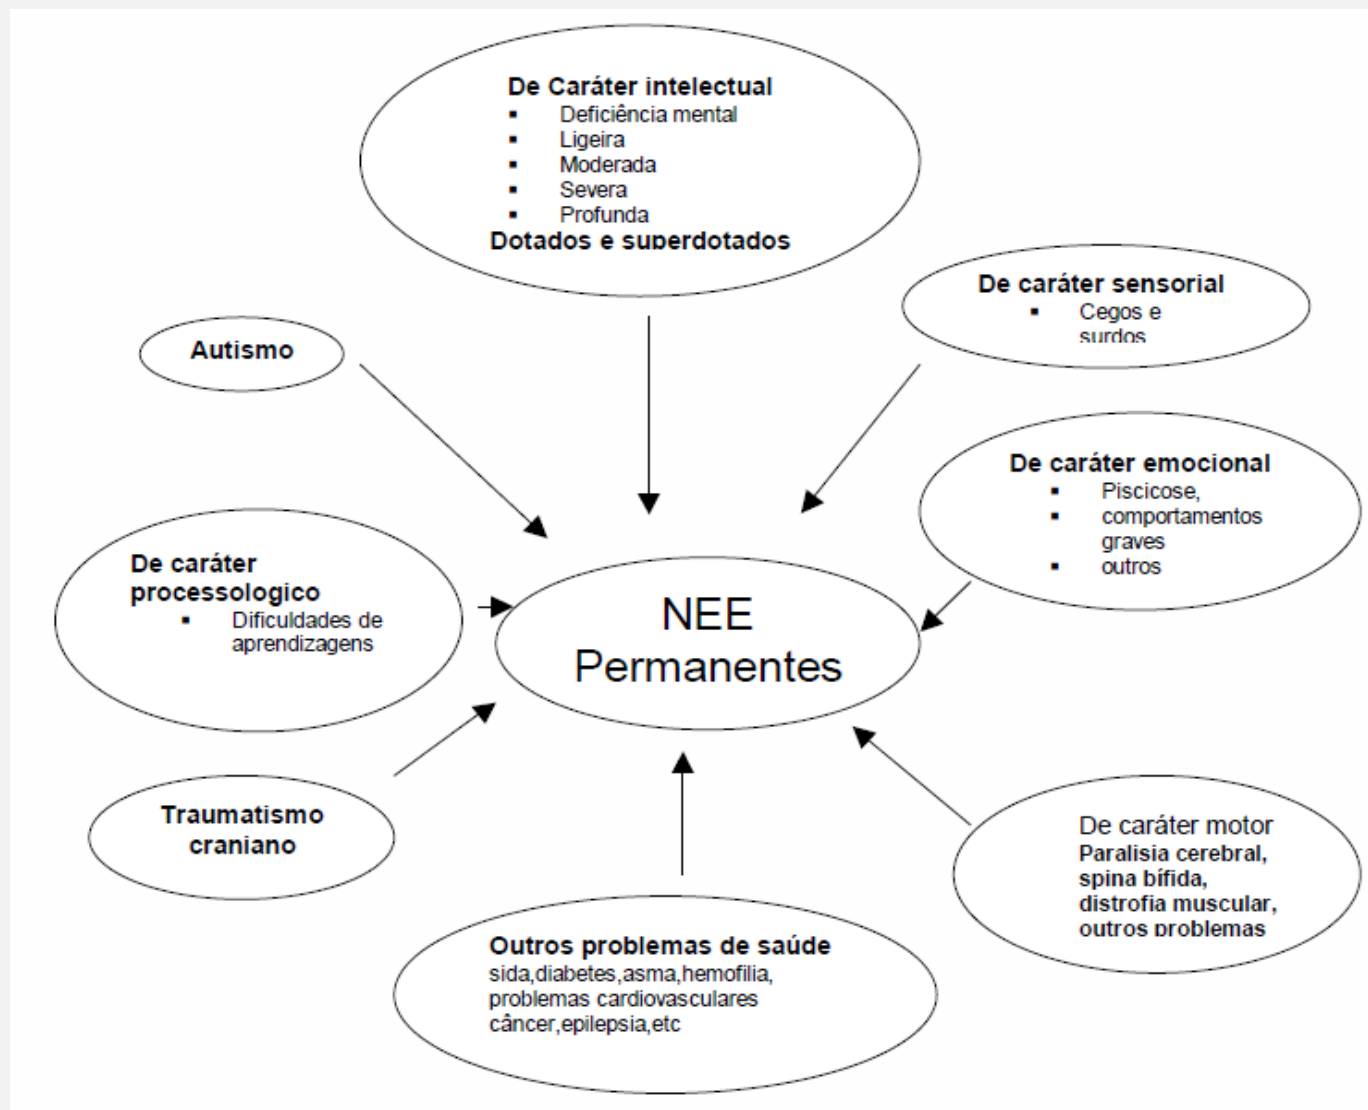 De Caráter intelectual
▪ Deficiência mental
▪ Ligeira
▪ Moderada
▪ Severa
▪ Profunda
Dotados e superdotados
De caráter sensorial
▪ Cegos e
surdos
Autismo
De caráter emocional
▪ Piscicose,
▪ comportamentos
graves
▪ outros
De caráter
processologico
▪ Dificuldades de
aprendizagens
NEE
Permanentes
Traumatismo
craniano
De caráter motor
Paralisia cerebral,
spina bífida,
distrofia muscular,
outros problemas
Outros problemas de saúde
sida,diabetes,asma,hemofilia,
problemas cardiovasculares
câncer,epilepsia,etc